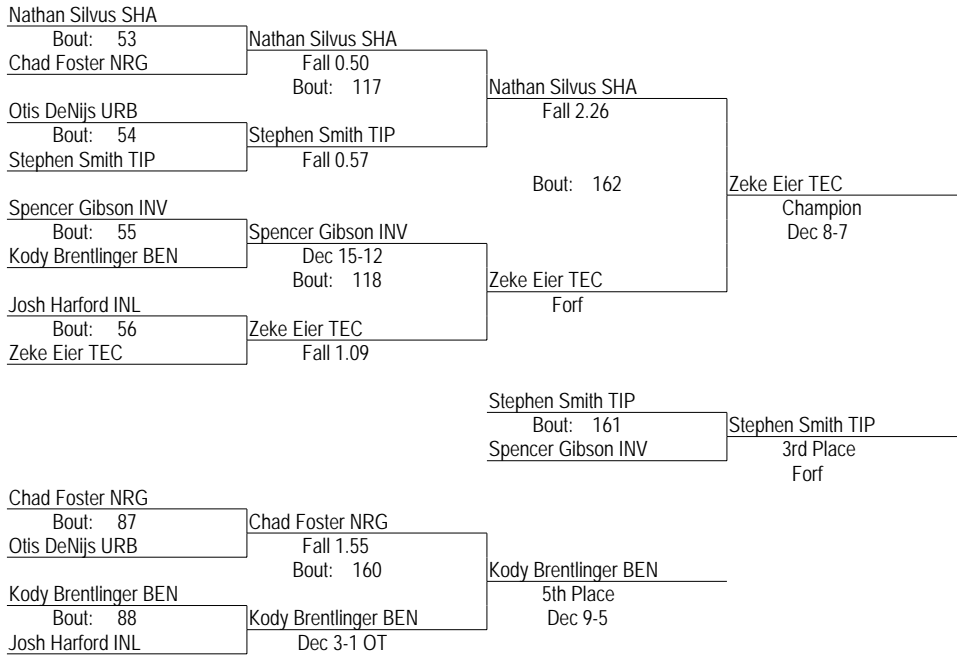 Nathan Silvus SHA
Bout: 53
Chad Foster NRG
Nathan Silvus SHA
Fall 0.50
Bout: 117
Otis DeNijs URB
Bout: 54
Stephen Smith TIP
Stephen Smith TIP
Fall 0.57
Nathan Silvus SHA
Fall 2.26
Bout: 162
Spencer Gibson INV
Bout: 55
Kody Brentlinger BEN
Spencer Gibson INV
Dec 15-12
Bout: 118
Josh Harford INL
Bout: 56
Zeke Eier TEC
Zeke Eier TEC
Fall 1.09
Zeke Eier TEC
Forf
Zeke Eier TEC
Champion
Dec 8-7
Stephen Smith TIP
Bout: 161
Spencer Gibson INV
Stephen Smith TIP
3rd Place
Forf
Chad Foster NRG
Bout: 87
Otis DeNijs URB
Chad Foster NRG
Fall 1.55
Bout: 160
Kody Brentlinger BEN
Bout: 88
Josh Harford INL
Kody Brentlinger BEN
Dec 3-1 OT
Kody Brentlinger BEN
5th Place
Dec 9-5